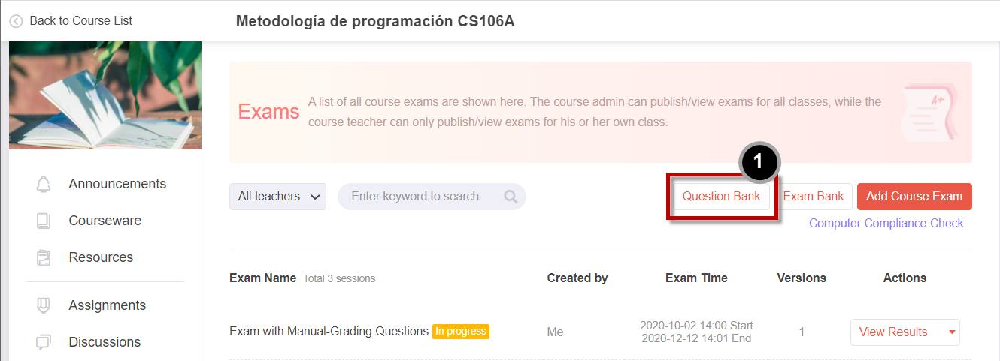 Back to Course List
Metodología de programación CS106A
Exams
A list of all course exams are shown here. The course admin can publish/view exams for all classes, while the
course teacher can only publish/view exams for his or her own class.
A+
1
All teachers
Enter keyword to search
Question Bank
Exam Bank
Add Course Exam
Computer Compliance Check
Announcements
Courseware
Resources
Assignments
Discussions
Exam Name Total 3 sessions
Created by
Exam Time
Versions
Actions
Exam with Manual-Grading Questions In progress
Me
2020-10-02 14:00 Start
2020-12-12 14:01 End
1
View Results